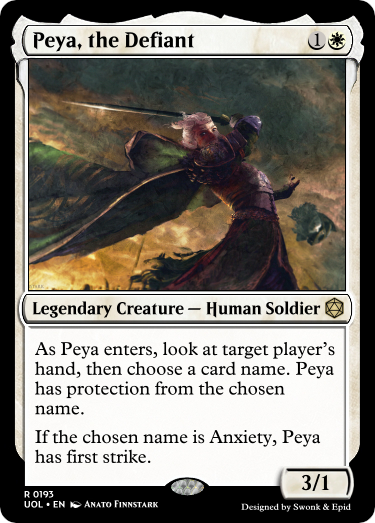 Peya, the Defiant 1
Legendary Creature — Human Soldier
As Peya enters, look at target player's
hand, then choose a card name. Peya
has protection from the chosen
name.
If the chosen name is Anxiety, Peya
has first strike.
3/1
R 0193
UOL • EN Anato Finnstark
Designed by Swonk & Epid